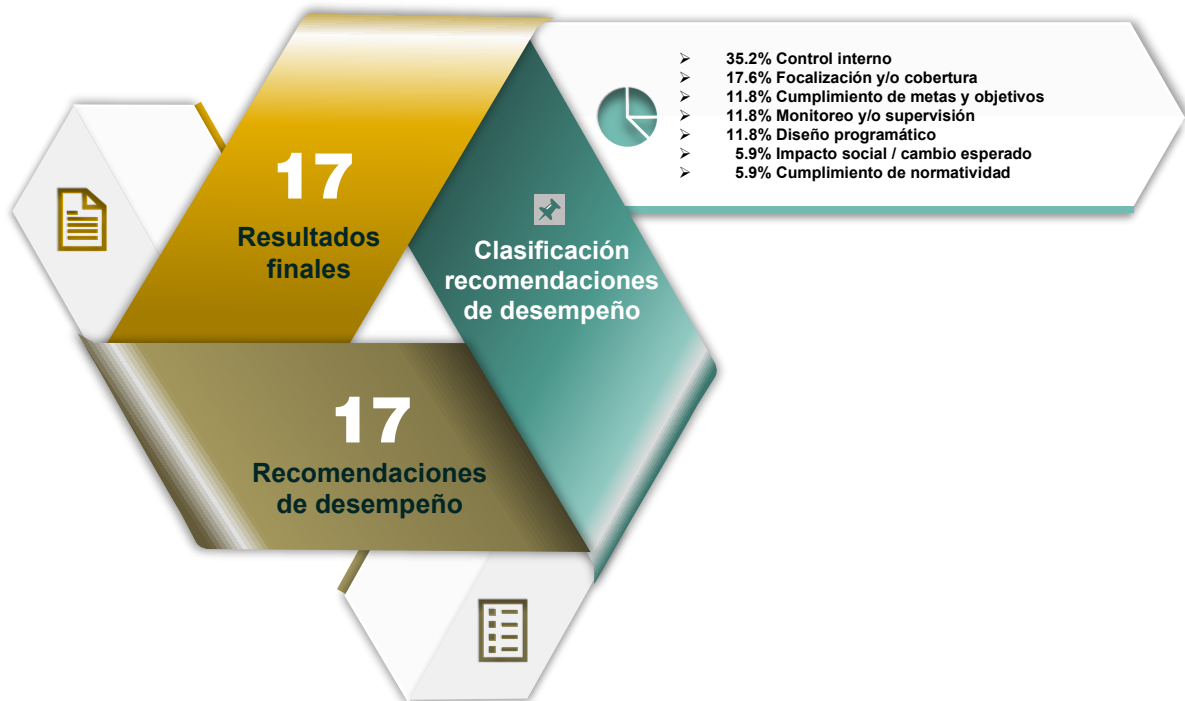 17
Resultados
finales
17
Recomendaciones
de desempeño
Clasificación
recomendaciones
de desempeño
➢ 35.2% Control interno
➢ 17.6% Focalización y/o cobertura
➢ 11.8% Cumplimiento de metas y objetivos
➢ 11.8% Monitoreo y/o supervisión
➢ 11.8% Diseño programático
➢ 5.9% Impacto social / cambio esperado
➢ 5.9% Cumplimiento de normatividad